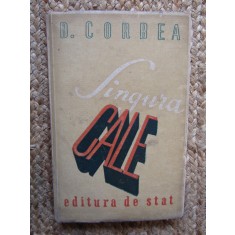 D. CORBEA
Singura
CALE
editura de stat